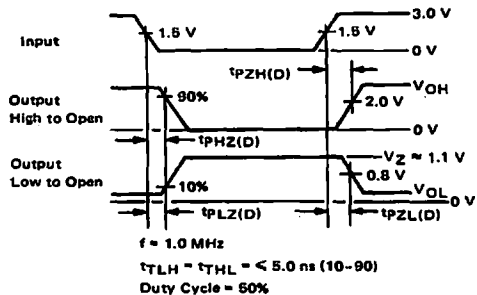 Input
1.5 V
1.5 V
3.0 V
0 V
tPZH(D)
Output
High to Open
90%
tPHZ(D)
2.0 V
VOH
0 V
Output
Low to Open
10%
tPLZ(D)
VZ ≈ 1.1 V
0.8 V
VOL
0 V
tPZL(D)
f = 1.0 MHz
tTLH = tTHL = ≤ 5.0 ns (10-90)
Duty Cycle = 50%